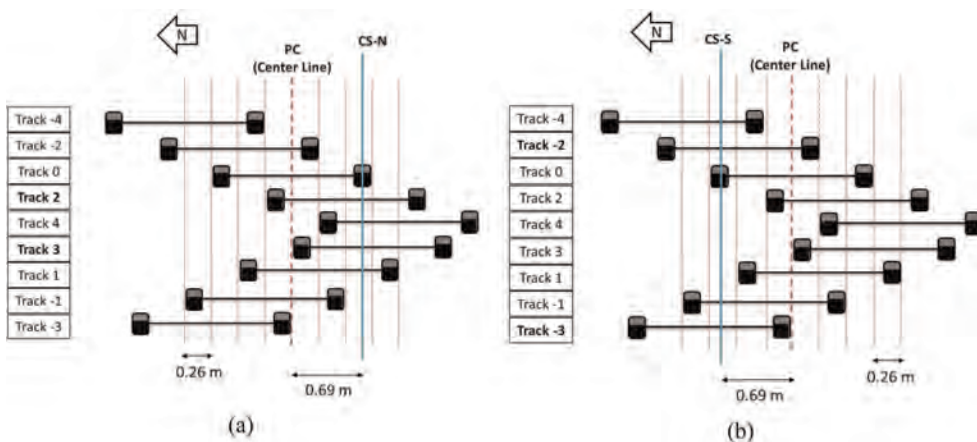 N
PC
(Center Line)
CS-N
Track -4
Track -2
Track 0
Track 2
Track 4
Track 3
Track 1
Track -1
Track -3
0.26 m
0.69 m
(a)
N
CS-S
PC
(Center Line)
Track -4
Track -2
Track 0
Track 2
Track 4
Track 3
Track 1
Track -1
Track -3
0.69 m
0.26 m
(b)